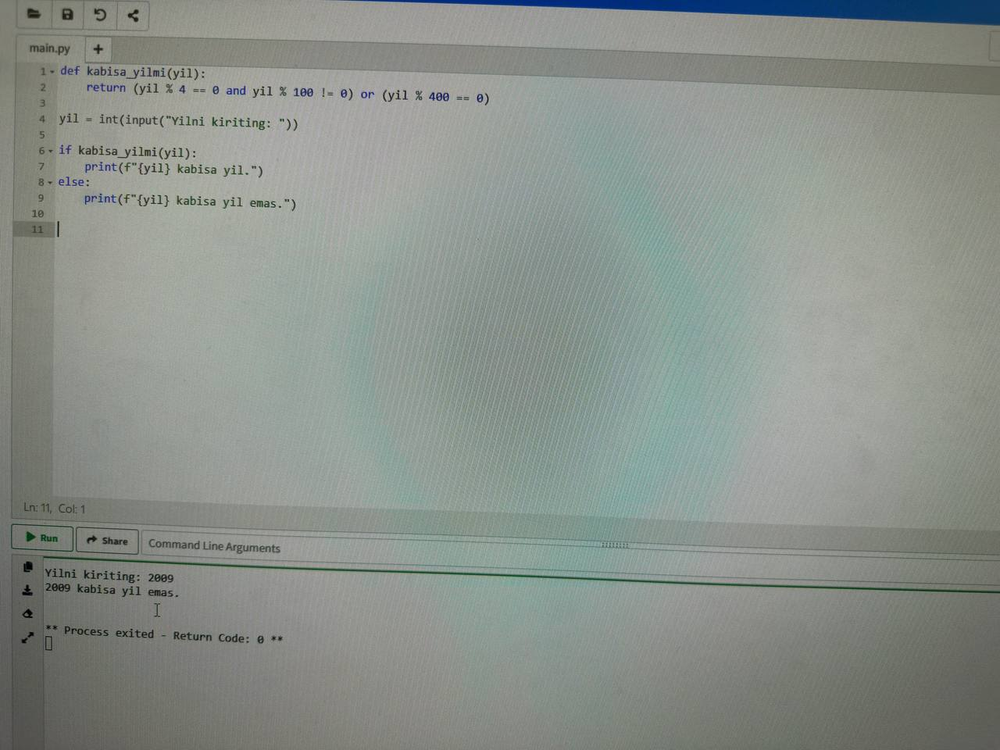 main.py
1 def kabisa_yilmi(yil):
2     return (yil % 4 == 0 and yil % 100 != 0) or (yil % 400 == 0)
3
4 yil = int(input("Yilni kiriting: "))
5
6 if kabisa_yilmi(yil):
7     print(f"{yil} kabisa yil.")
8 else:
9     print(f"{yil} kabisa yil emas.")
10
11
Ln: 11, Col: 1
Run Share Command Line Arguments
Yilni kiriting: 2009
2009 kabisa yil emas.
** Process exited - Return Code: 0 **